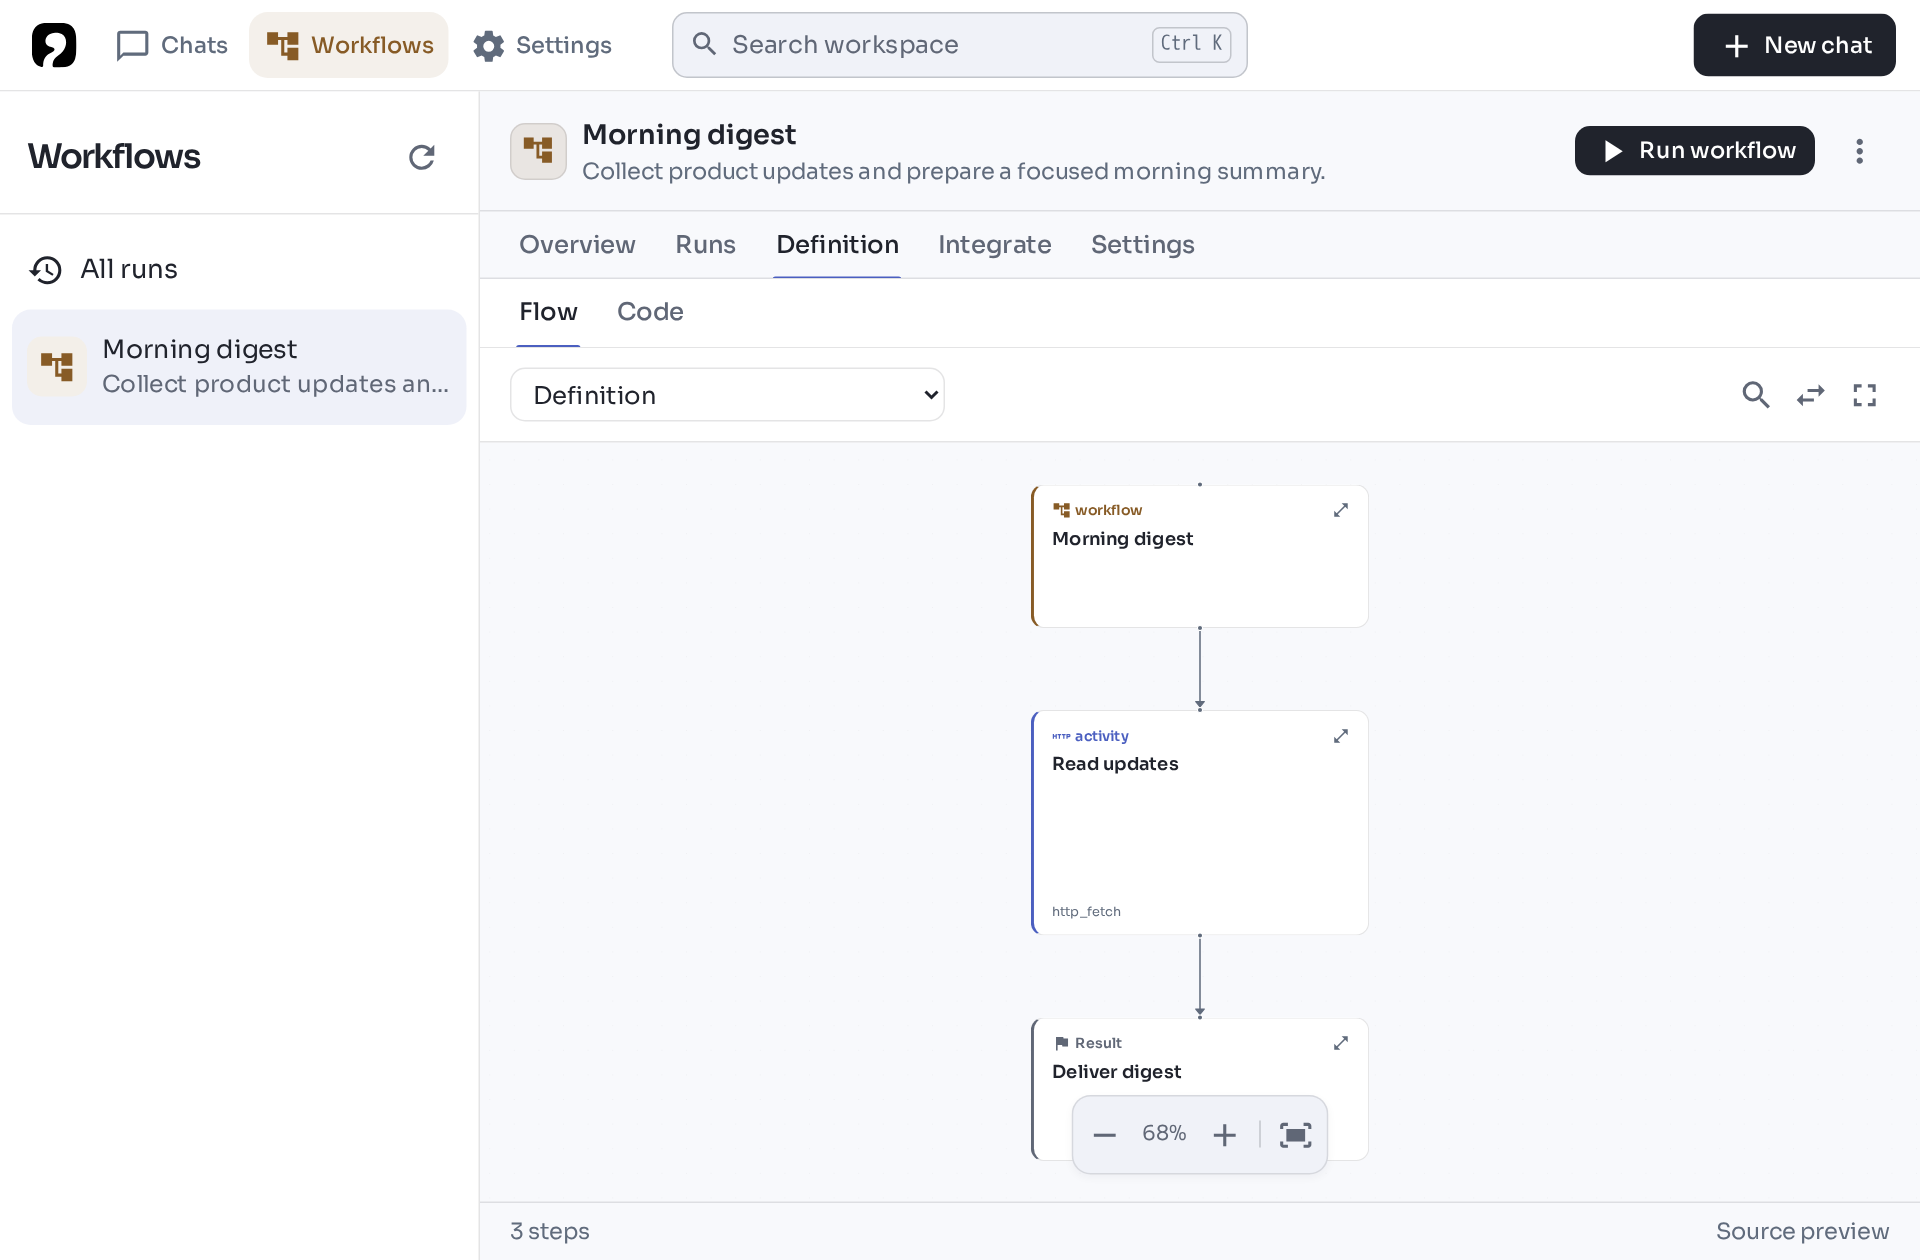 Chats
Workflows
Settings
Search workspace
Ctrl K
New chat
Workflows
All runs
Morning digest
Collect product updates an...
Morning digest
Collect product updates and prepare a focused morning summary.
Run workflow
Overview
Runs
Definition
Integrate
Settings
Flow
Code
Definition
workflow
Morning digest
HTTP activity
Read updates
http_fetch
Result
Deliver digest
68%
3 steps
Source preview